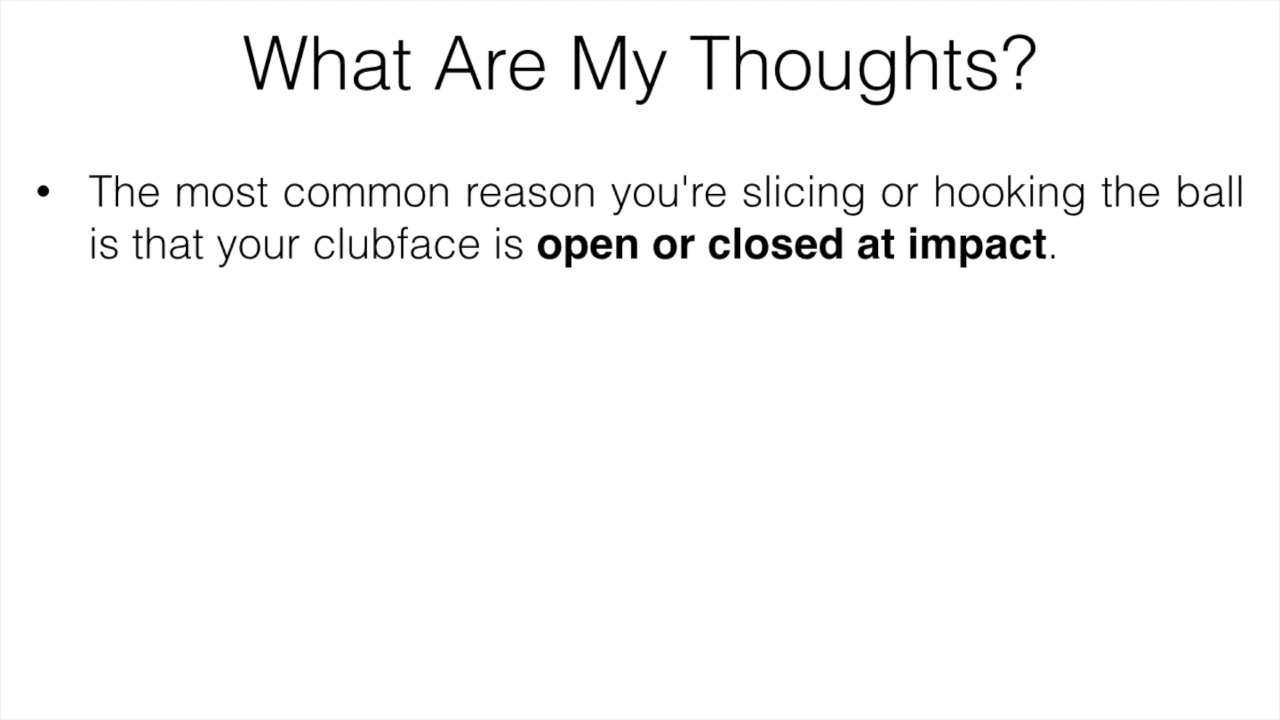 What Are My Thoughts?
• The most common reason you're slicing or hooking the ball
is that your clubface is open or closed at impact.